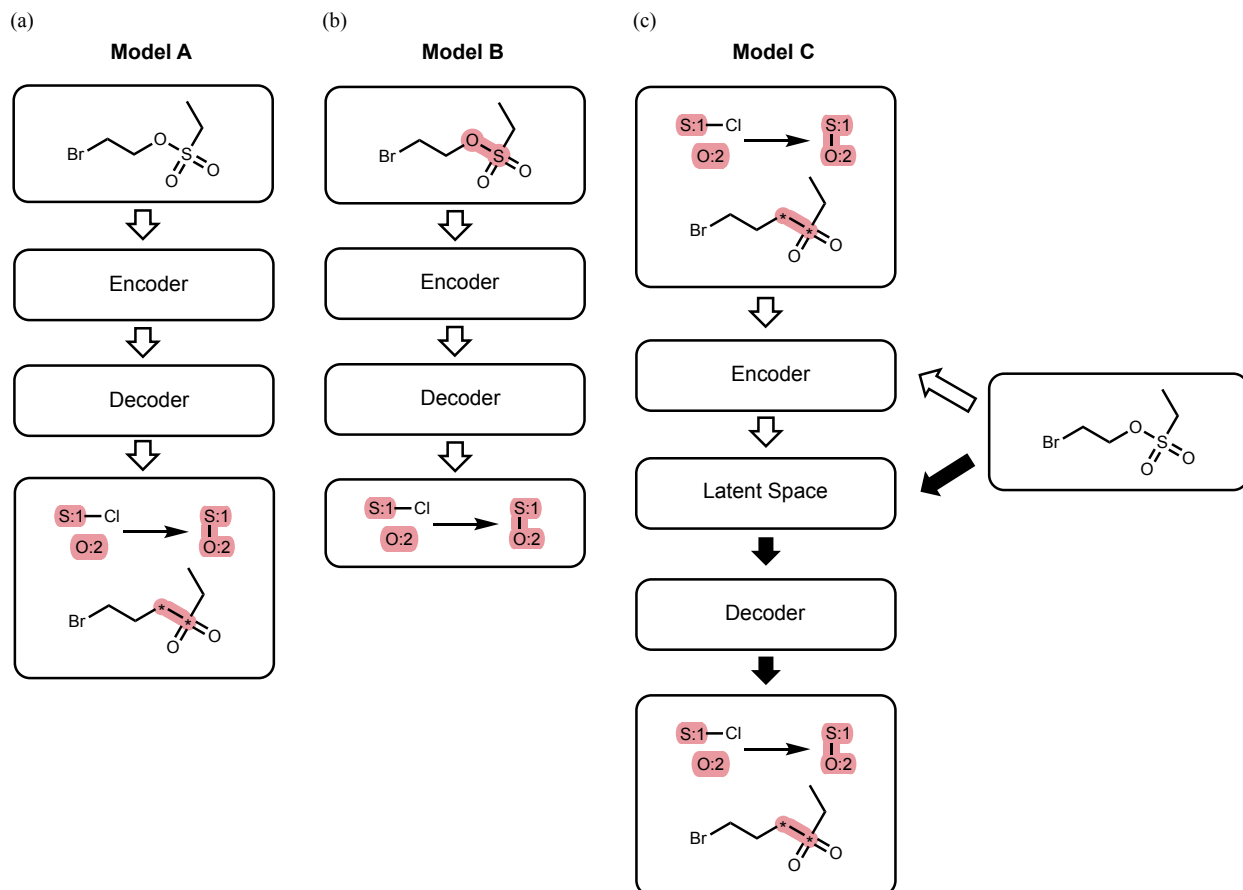 (a)
Model A
Br
O
S
O
O
Encoder
Decoder
S:1
Cl
O:2
S:1
O:2
Br
*
*
O
O
(b)
Model B
Br
O
S
O
O
Encoder
Decoder
S:1
Cl
O:2
S:1
O:2
(c)
Model C
S:1
Cl
O:2
S:1
O:2
Br
*
*
O
O
Encoder
Latent Space
Decoder
S:1
Cl
O:2
S:1
O:2
Br
*
*
O
O
Br
O
S
O
O